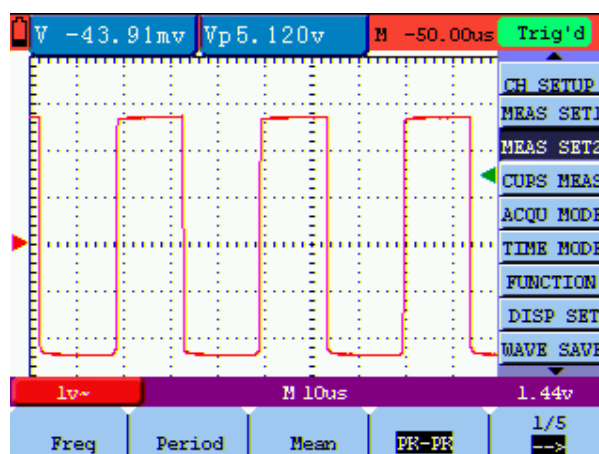 V -43.91mv Vp5.120v M -50.00us Trig'd
CH SETUP
MEAS SET1
MEAS SET2
CUPS MEAS
ACQU MODE
TIME MODE
FUNCTION
DISP SET
WAVE SAVE
1v~ M 10us 1.44v
Freq Period Mean PK-PK 1/5
-->